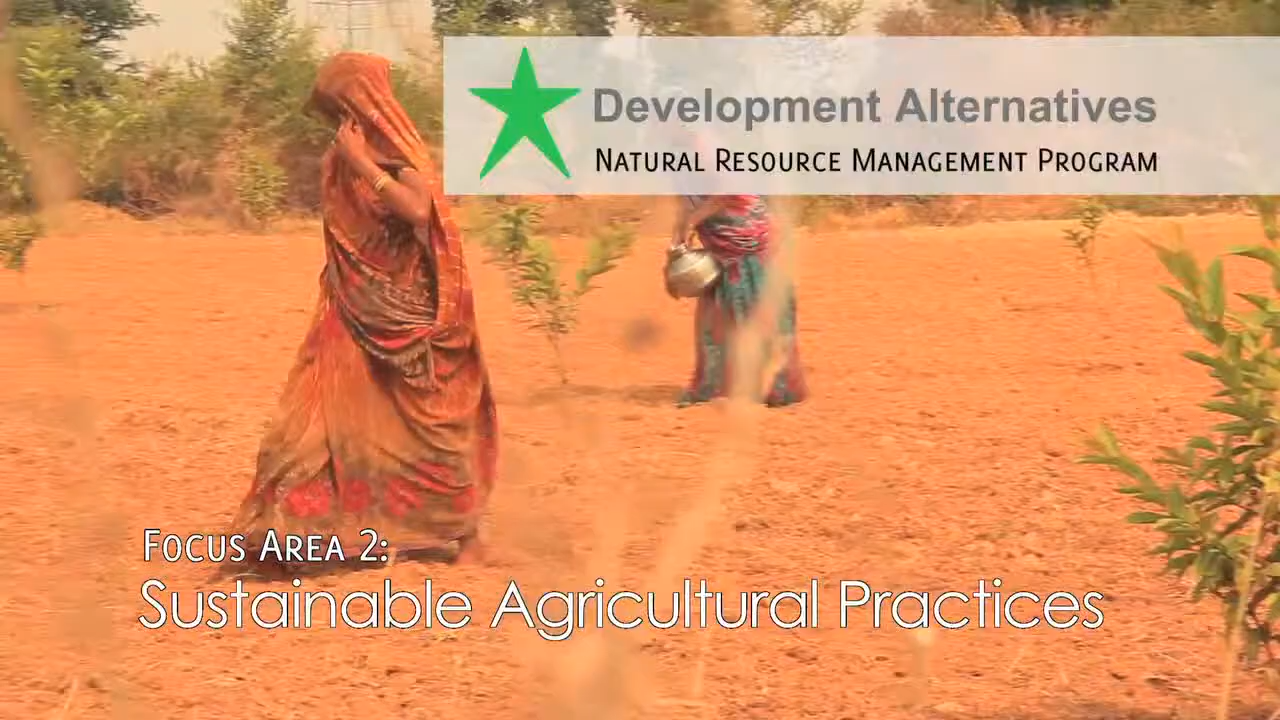 Development Alternatives
Natural Resource Management Program
Focus Area 2:
Sustainable Agricultural Practices